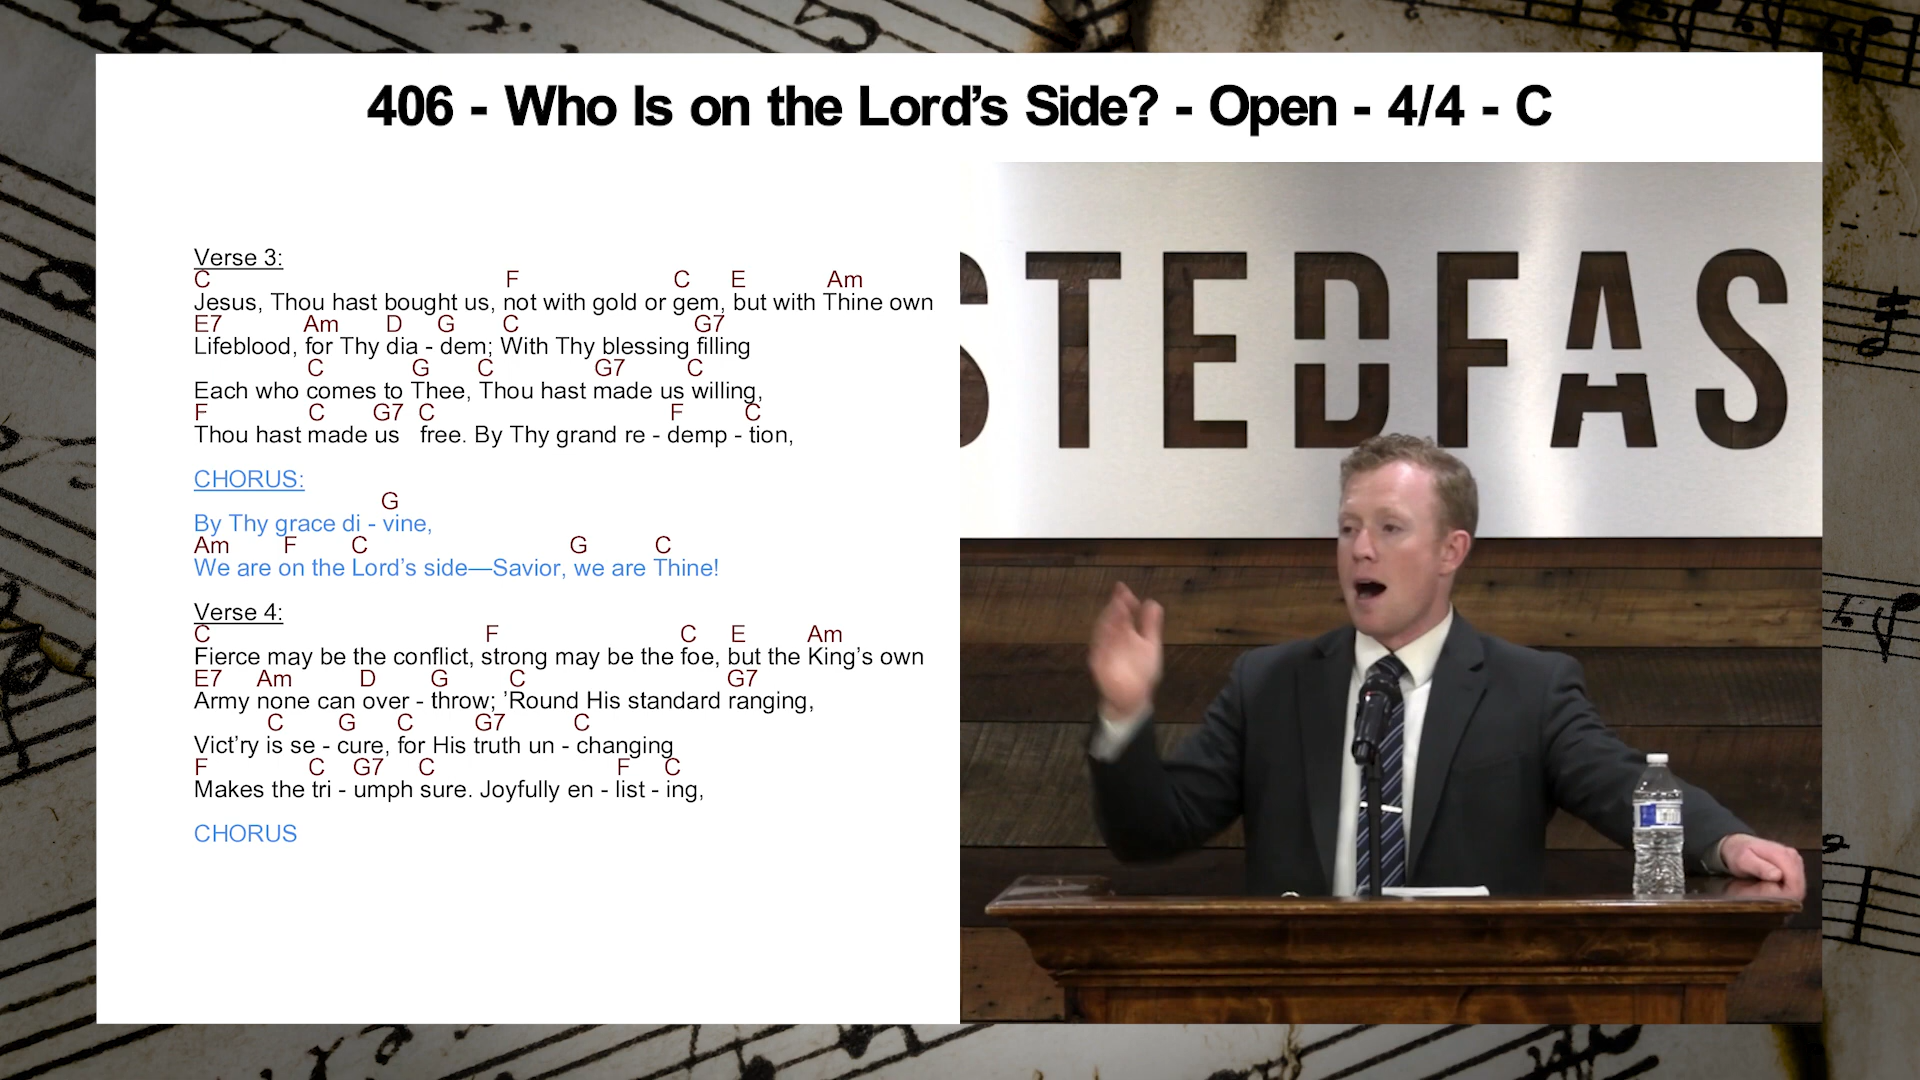 406 - Who Is on the Lord’s Side? - Open - 4/4 - C
STEDFAS
Verse 3:
C F C E Am
Jesus, Thou hast bought us, not with gold or gem, but with Thine own
E7 Am D G C G7
Lifeblood, for Thy dia - dem; With Thy blessing filling
C G C G7 C
Each who comes to Thee, Thou hast made us willing,
F C G7 C F C
Thou hast made us free. By Thy grand re - demp - tion,
CHORUS:
G
By Thy grace di - vine,
Am F C G C
We are on the Lord’s side—Savior, we are Thine!
Verse 4:
C F C E Am
Fierce may be the conflict, strong may be the foe, but the King’s own
E7 Am D G C G7
Army none can over - throw; ’Round His standard ranging,
C G C G7 C
Vict’ry is se - cure, for His truth un - changing
F C G7 C F C
Makes the tri - umph sure. Joyfully en - list - ing,
CHORUS